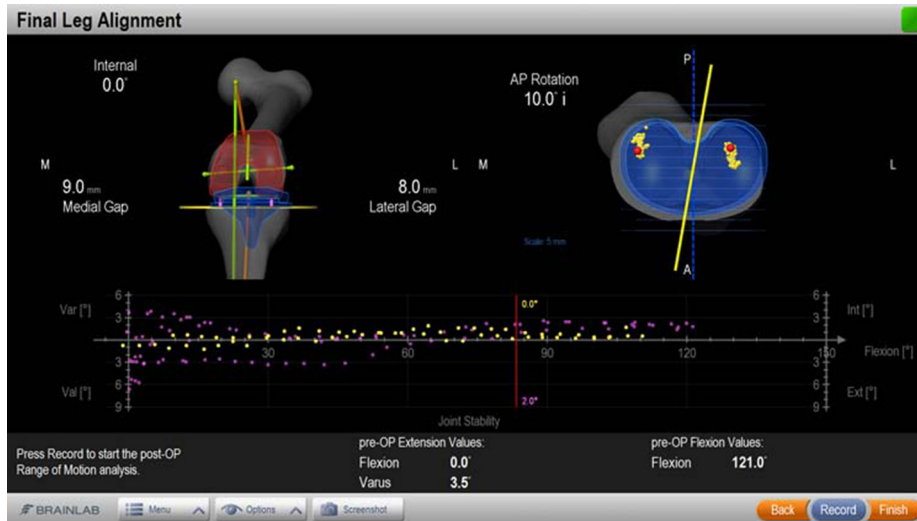 Final Leg Alignment
Internal
0.0°
M
L
9.0 mm
Medial Gap
8.0 mm
Lateral Gap
AP Rotation
10.0° i
P
M
L
A
Scale: 5 mm
6
3
3
6
9
Var [°]
Val [°]
30
60
90
120
150
0.0°
2.0°
6
3
3
6
9
Int [°]
Ext [°]
Flexion [°]
Joint Stability
Press Record to start the post-OP
Range of Motion analysis.
pre-OP Extension Values:
Flexion 0.0°
Varus 3.5°
pre-OP Flexion Values:
Flexion 121.0°
BRAINLAB
Menu
Options
Screenshot
Back
Record
Finish